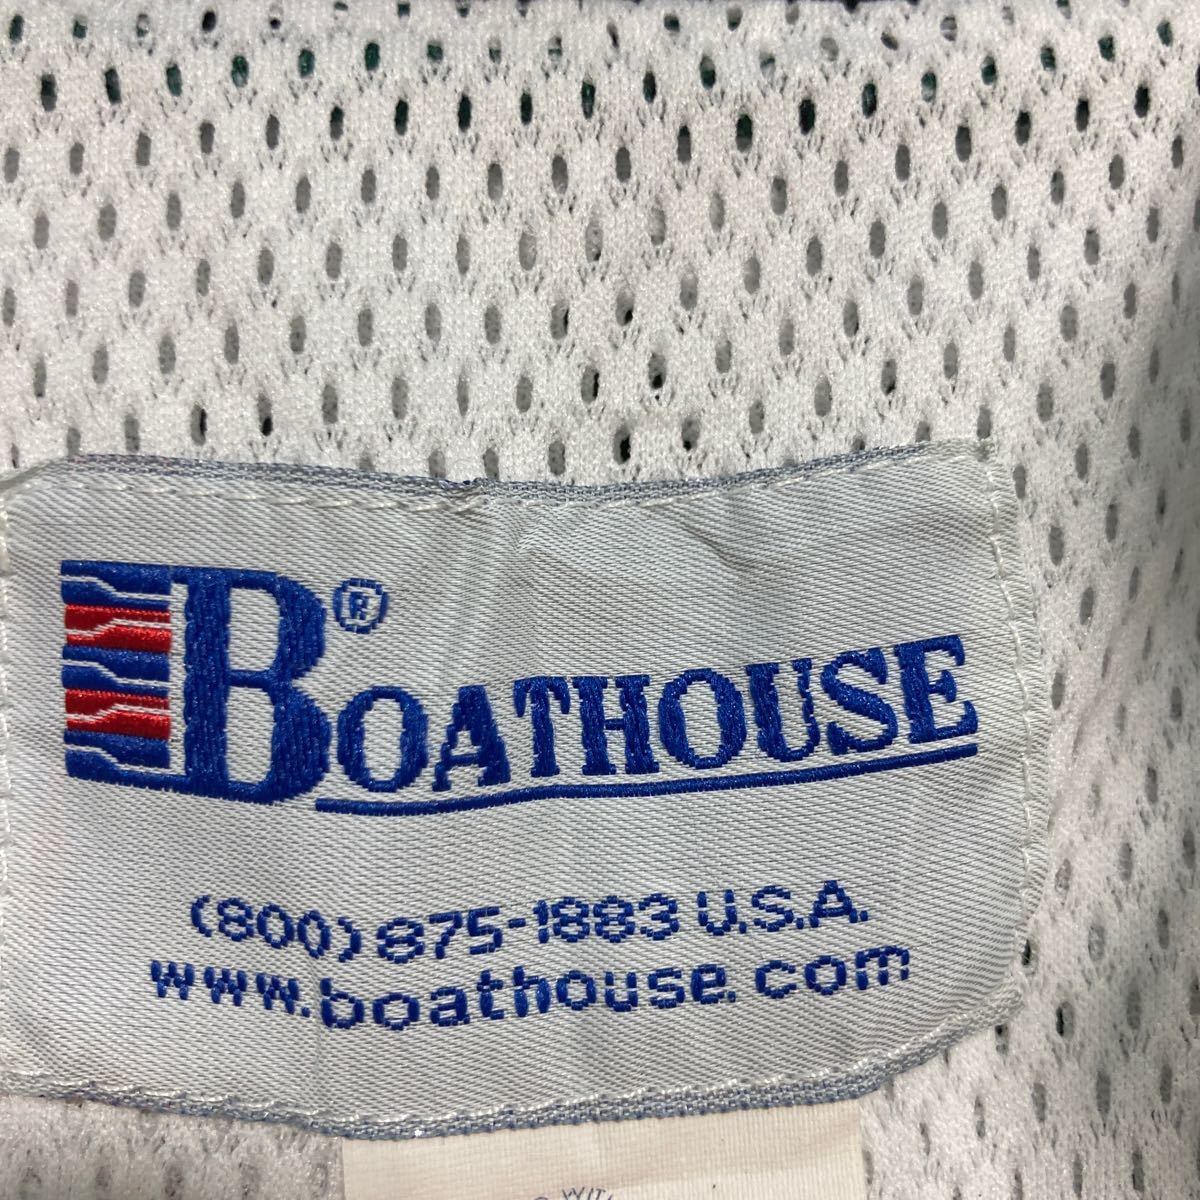 BOATHOUSE®
(800) 875-1883 U.S.A.
www.boathouse.com